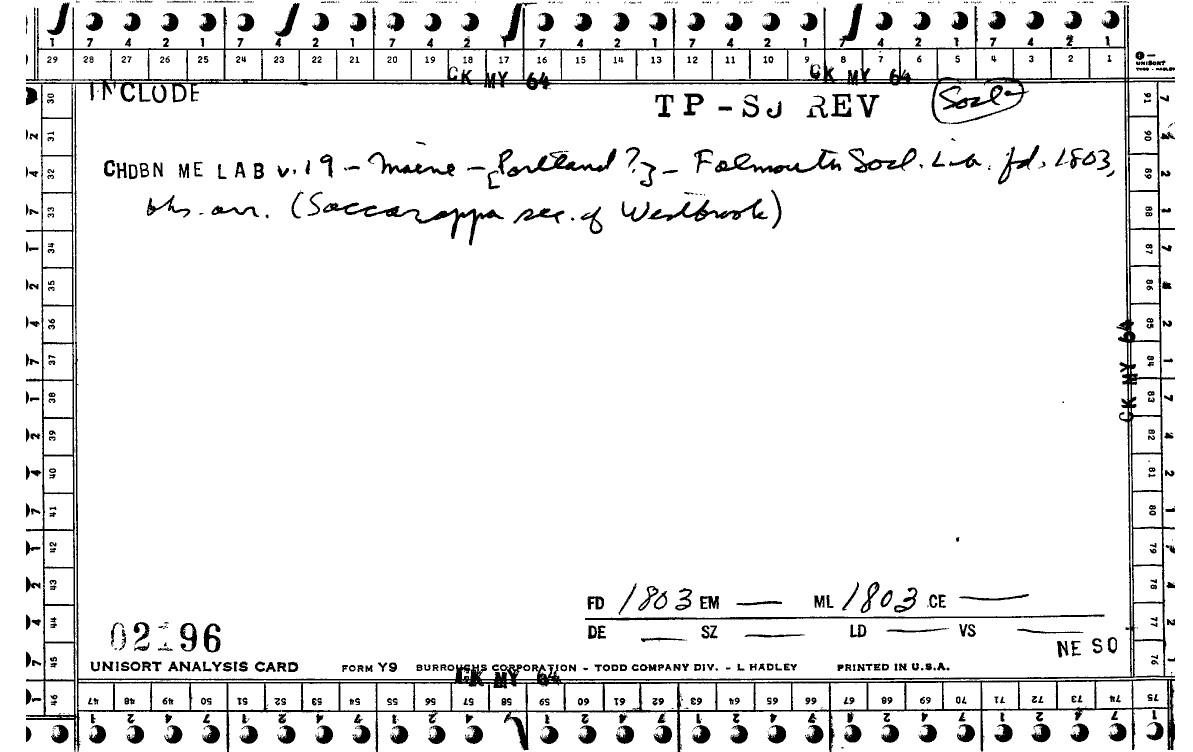 7 4 2 1 7 4 2 1 7 4 2 1 7 4 2 1 7 4 2 1 7 4 2 1 7 4 2 1
29 28 27 26 25 24 23 22 21 20 19 18 17 16 15 14 13 12 11 10 9 8 7 6 5 4 3 2 1
UNISORT
TODD - HADLEY
CK MY 64 CK MY 64
INCLUDE
TP-SJ REV Socl-
CHDBN ME LAB v. 19 - Maine - [Portland?] - Falmouth Socl. Lib. fd. 1803,
bks. arr. (Saccarappa sec. of Westbrook)
30 31 32 33 34 35 36 37 38 39 40 41 42 43 44 45 46
91 90 89 88 87 86 85 84 83 82 81 80 79 78 77 76
CK MY 64
FD 1803 EM — ML 1803 CE —
DE — SZ — LD — VS —
NE SO
02196
UNISORT ANALYSIS CARD FORM Y9 BURROUGHS CORPORATION - TODD COMPANY DIV. - L HADLEY PRINTED IN U.S.A.
CK MY 64
47 48 49 50 51 52 53 54 55 56 57 58 59 60 61 62 63 64 65 66 67 68 69 70 71 72 73 74 75